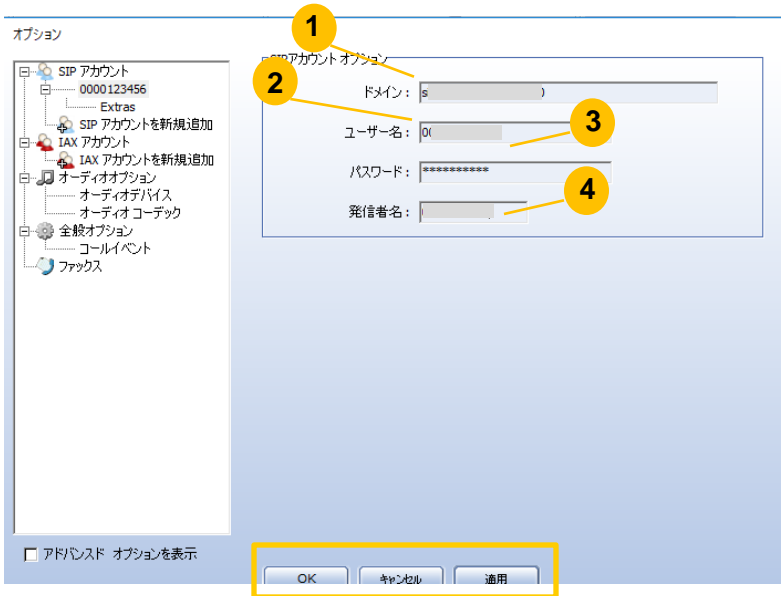 オプション
1
SIP アカウント
0000123456
Extras
SIP アカウントを新規追加
IAX アカウント
IAX アカウントを新規追加
オーディオオプション
オーディオデバイス
オーディオ コーデック
全般オプション
コールイベント
ファックス
SIPアカウント オプション
ドメイン : s
2
ユーザー名 : 0(
3
パスワード : **********
4
発信者名 :
アドバンスド オプションを表示
OK キャンセル 適用